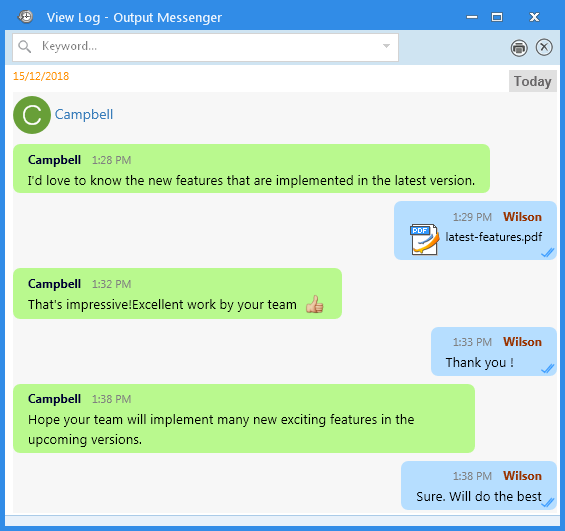 View Log - Output Messenger
Keyword...
15/12/2018
Today
C
Campbell
Campbell 1:28 PM
I'd love to know the new features that are implemented in the latest version.
1:29 PM Wilson
PDF
latest-features.pdf
Campbell 1:32 PM
That's impressive!Excellent work by your team
1:33 PM Wilson
Thank you !
Campbell 1:38 PM
Hope your team will implement many new exciting features in the
upcoming versions.
1:38 PM Wilson
Sure. Will do the best